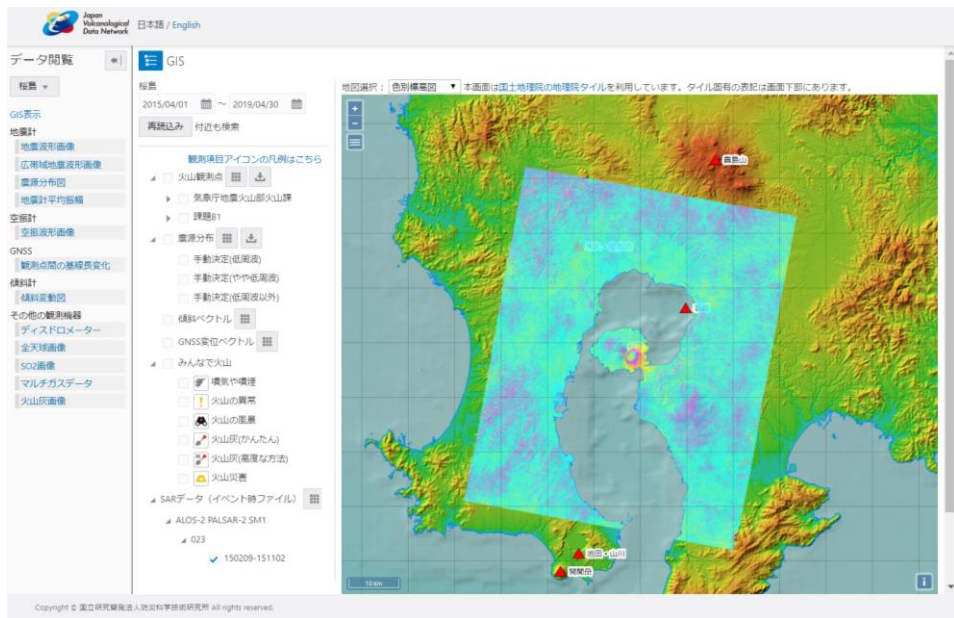 Japan
Volcanological
Data Network
日本語 / English
データ閲覧
桜島
GIS表示
地震計
地震波形画像
広帯域地震波形画像
震源分布図
地震計平均振幅
空振計
空振波形画像
GNSS
観測点間の基線長変化
傾斜計
傾斜変動図
その他の観測機器
ディスドロメーター
全天球画像
SO2画像
マルチガスデータ
火山灰画像
GIS
桜島
2015/04/01 ~ 2019/04/30
再読込み 付近も検索
観測項目アイコンの凡例はこちら
火山観測点
気象庁地震火山部火山課
課題B1
震源分布
手動決定(低周波)
手動決定(やや低周波)
手動決定(低周波以外)
傾斜ベクトル
GNSS変位ベクトル
みんなで火山
噴気や噴煙
火山の異常
火山の風景
火山灰(かんたん)
火山灰(高度な方法)
火山災害
SARデータ（イベント時ファイル）
ALOS-2 PALSAR-2 SM1
023
150209-151102
地図選択： 色別標高図 本画面は国土地理院の地理院タイルを利用しています。タイル固有の表記は画面下部にあります。
+
-
霧島山
池田・山川
開聞岳
10 km
i
Copyright © 国立研究開発法人防災科学技術研究所 All rights reserved.